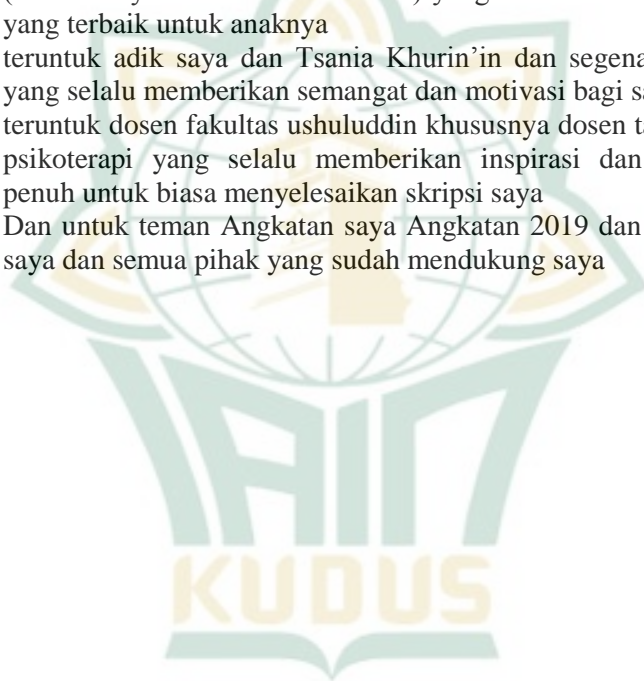 yang terbaik untuk anaknya
teruntuk adik saya dan Tsania Khurin’in dan
yang selalu memberikan semangat dan motivasi bagi
teruntuk dosen fakultas ushuluddin khususnya dosen
psikoterapi yang selalu memberikan inspirasi dan
penuh untuk biasa menyelesaikan skripsi saya
Dan untuk teman Angkatan saya Angkatan 2019 dan
saya dan semua pihak yang sudah mendukung saya
IAIN
KUDUS